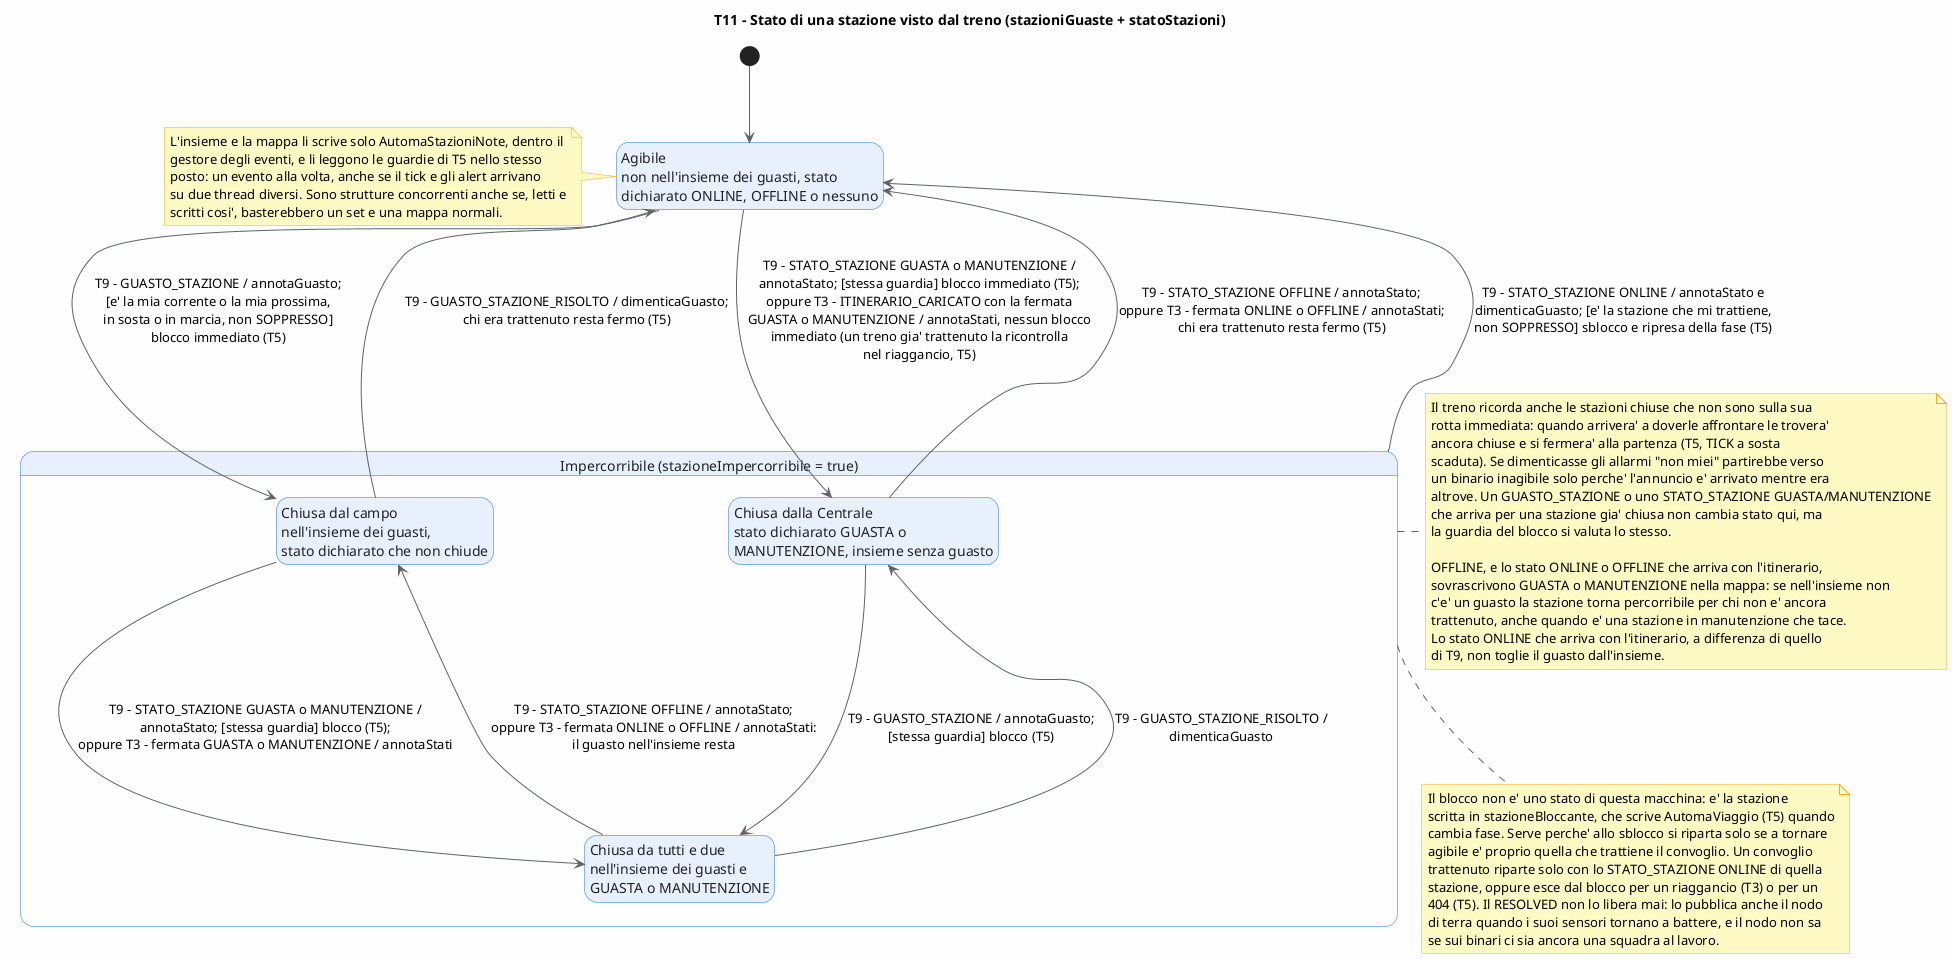 T11 - Stato di una stazione visto dal treno (stazioniGuaste + statoStazioni)
L'insieme e la mappa li scrive solo AutomaStazioniNote, dentro il
gestore degli eventi, e li leggono le guardie di T5 nello stesso
posto: un evento alla volta, anche se il tick e gli alert arrivano
su due thread diversi. Sono strutture concorrenti anche se, letti e
scritti cosi', basterebbero un set e una mappa normali.
Agibile
non nell'insieme dei guasti, stato
dichiarato ONLINE, OFFLINE o nessuno
T9 - GUASTO_STAZIONE / annotaGuasto;
[e' la mia corrente o la mia prossima,
in sosta o in marcia, non SOPPRESSO]
blocco immediato (T5)
T9 - GUASTO_STAZIONE_RISOLTO / dimenticaGuasto;
chi era trattenuto resta fermo (T5)
T9 - STATO_STAZIONE GUASTA o MANUTENZIONE /
annotaStato; [stessa guardia] blocco immediato (T5);
oppure T3 - ITINERARIO_CARICATO con la fermata
GUASTA o MANUTENZIONE / annotaStati, nessun blocco
immediato (un treno gia' trattenuto la ricontrolla
nel riaggancio, T5)
T9 - STATO_STAZIONE OFFLINE / annotaStato;
oppure T3 - fermata ONLINE o OFFLINE / annotaStati;
chi era trattenuto resta fermo (T5)
T9 - STATO_STAZIONE ONLINE / annotaStato e
dimenticaGuasto; [e' la stazione che mi trattiene,
non SOPPRESSO] sblocco e ripresa della fase (T5)
Impercorribile (stazioneImpercorribile = true)
Chiusa dal campo
nell'insieme dei guasti,
stato dichiarato che non chiude
Chiusa dalla Centrale
stato dichiarato GUASTA o
MANUTENZIONE, insieme senza guasto
Il treno ricorda anche le stazioni chiuse che non sono sulla sua
rotta immediata: quando arrivera' a doverle affrontare le trovera'
ancora chiuse e si fermera' alla partenza (T5, TICK a sosta
scaduta). Se dimenticasse gli allarmi "non miei" partirebbe verso
un binario inagibile solo perche' l'annuncio e' arrivato mentre era
altrove. Un GUASTO_STAZIONE o uno STATO_STAZIONE GUASTA/MANUTENZIONE
che arriva per una stazione gia' chiusa non cambia stato qui, ma
la guardia del blocco si valuta lo stesso.
OFFLINE, e lo stato ONLINE o OFFLINE che arriva con l'itinerario,
sovrascrivono GUASTA o MANUTENZIONE nella mappa: se nell'insieme non
c'e' un guasto la stazione torna percorribile per chi non e' ancora
trattenuto, anche quando e' una stazione in manutenzione che tace.
Lo stato ONLINE che arriva con l'itinerario, a differenza di quello
di T9, non toglie il guasto dall'insieme.
T9 - STATO_STAZIONE GUASTA o MANUTENZIONE /
annotaStato; [stessa guardia] blocco (T5);
oppure T3 - fermata GUASTA o MANUTENZIONE / annotaStati
T9 - STATO_STAZIONE OFFLINE / annotaStato;
oppure T3 - fermata ONLINE o OFFLINE / annotaStati:
il guasto nell'insieme resta
T9 - GUASTO_STAZIONE / annotaGuasto;
[stessa guardia] blocco (T5)
T9 - GUASTO_STAZIONE_RISOLTO /
dimenticaGuasto
Chiusa da tutti e due
nell'insieme dei guasti e
GUASTA o MANUTENZIONE
Il blocco non e' uno stato di questa macchina: e' la stazione
scritta in stazioneBloccante, che scrive AutomaViaggio (T5) quando
cambia fase. Serve perche' allo sblocco si riparta solo se a tornare
agibile e' proprio quella che trattiene il convoglio. Un convoglio
trattenuto riparte solo con lo STATO_STAZIONE ONLINE di quella
stazione, oppure esce dal blocco per un riaggancio (T3) o per un
404 (T5). Il RESOLVED non lo libera mai: lo pubblica anche il nodo
di terra quando i suoi sensori tornano a battere, e il nodo non sa
se sui binari ci sia ancora una squadra al lavoro.